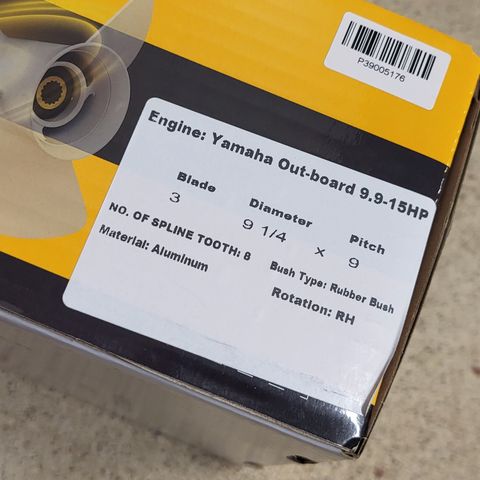 P39005176
Engine: Yamaha Out-board 9.9-15HP
Blade Diameter Pitch
3 9 1/4 x 9
NO. OF SPLINE TOOTH: 8
Bush Type: Rubber Bush
Material: Aluminum
Rotation: RH